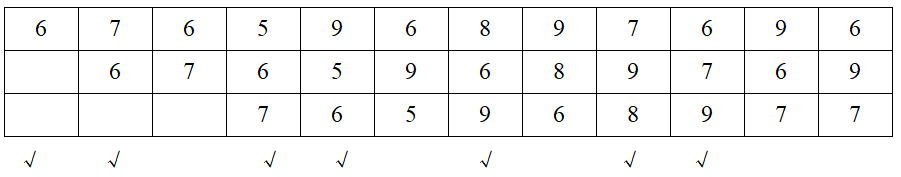 6 7 6 5 9 6 8 9 7 6 9 6
6 7 6 5 9 6 8 9 7 6 9
7 6 5 9 6 8 9 7 7
√ √ √ √ √ √ √